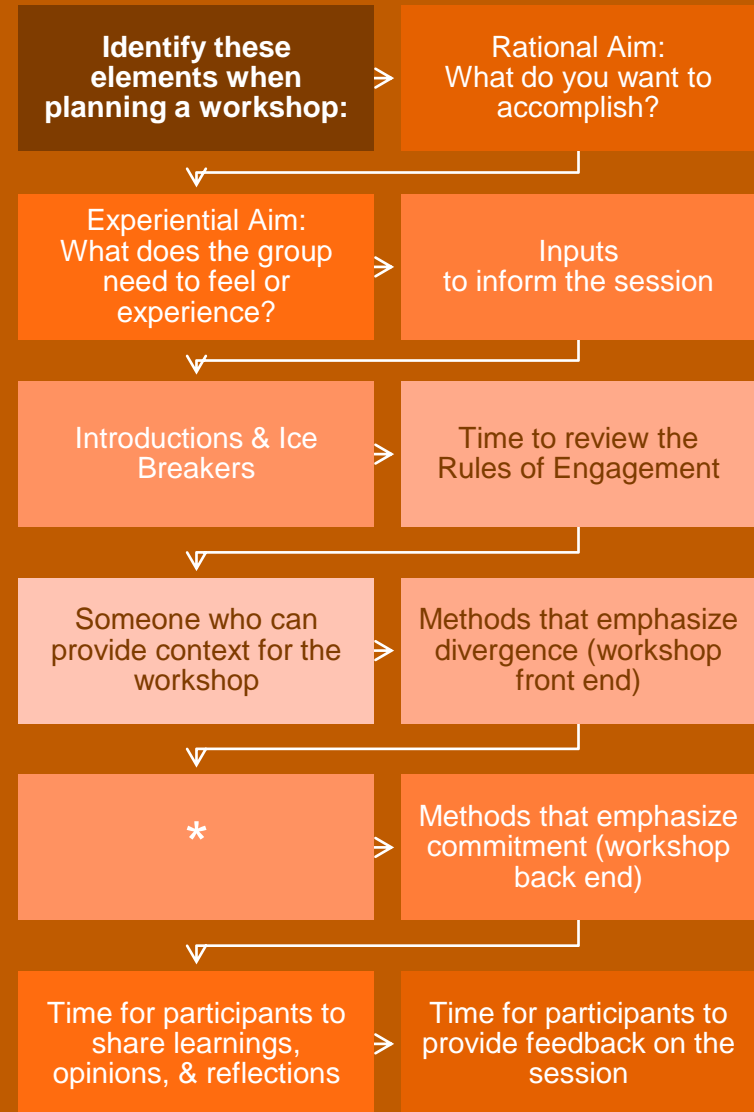 Identify these
elements when
planning a workshop:
Rational Aim:
What do you want to
accomplish?
Experiential Aim:
What does the group
need to feel or
experience?
Inputs
to inform the session
Introductions & Ice
Breakers
Time to review the
Rules of Engagement
Someone who can
provide context for the
workshop
Methods that emphasize
divergence (workshop
front end)
*
Methods that emphasize
commitment (workshop
back end)
Time for participants to
share learnings,
opinions, & reflections
Time for participants to
provide feedback on the
session